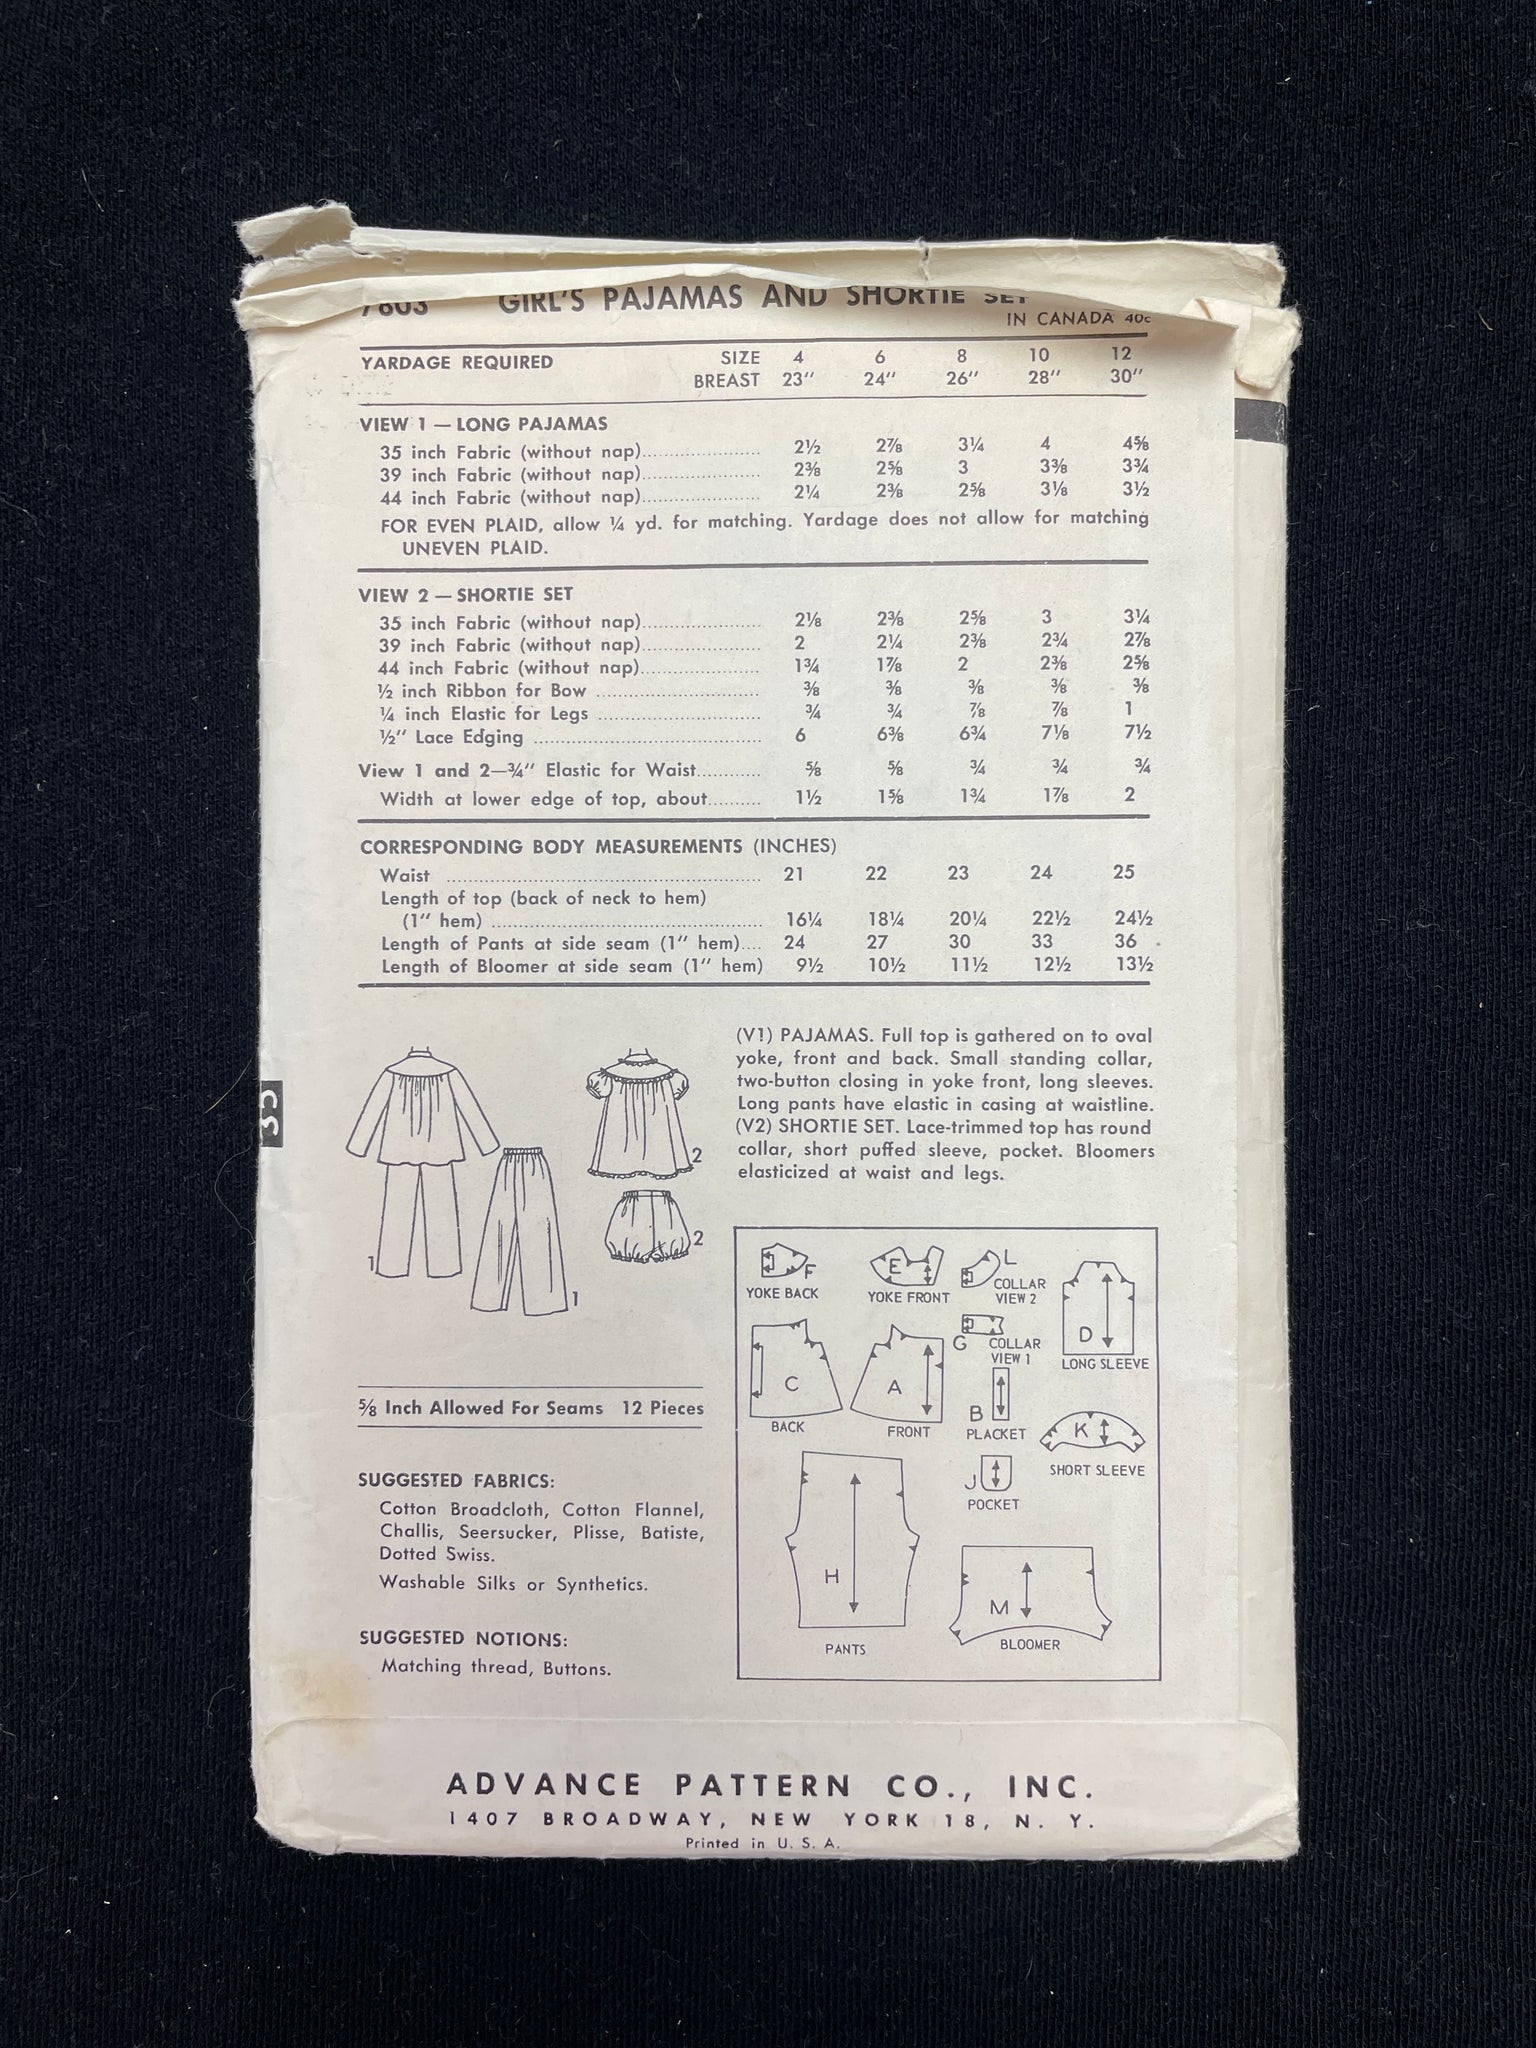 7803 GIRL'S PAJAMAS AND SHORTIE SET
IN CANADA 40c
YARDAGE REQUIRED SIZE 4 6 8 10 12
BREAST 23" 24" 26" 28" 30"
VIEW 1 — LONG PAJAMAS
35 inch Fabric (without nap) 2½ 2⅞ 3¼ 4 4⅝
39 inch Fabric (without nap) 2⅜ 2⅝ 3 3⅜ 3¾
44 inch Fabric (without nap) 2¼ 2⅜ 2⅝ 3⅛ 3½
FOR EVEN PLAID, allow ¼ yd. for matching. Yardage does not allow for matching
UNEVEN PLAID.
VIEW 2 — SHORTIE SET
35 inch Fabric (without nap) 2⅛ 2⅜ 2⅝ 3 3¼
39 inch Fabric (without nap) 2 2¼ 2⅜ 2¾ 2⅞
44 inch Fabric (without nap) 1¾ 1⅞ 2 2⅜ 2⅝
½ inch Ribbon for Bow ⅜ ⅜ ⅜ ⅜ ⅜
¼ inch Elastic for Legs ¾ ¾ ⅞ ⅞ 1
½" Lace Edging 6 6⅜ 6¾ 7⅛ 7½
View 1 and 2—¾" Elastic for Waist ⅝ ⅝ ¾ ¾ ¾
Width at lower edge of top, about 1½ 1⅝ 1¾ 1⅞ 2
CORRESPONDING BODY MEASUREMENTS (INCHES)
Waist 21 22 23 24 25
Length of top (back of neck to hem)
(1" hem) 16¼ 18¼ 20¼ 22½ 24½
Length of Pants at side seam (1" hem) 24 27 30 33 36
Length of Bloomer at side seam (1" hem) 9½ 10½ 11½ 12½ 13½
(V1) PAJAMAS. Full top is gathered on to oval
yoke, front and back. Small standing collar,
two-button closing in yoke front, long sleeves.
Long pants have elastic in casing at waistline.
(V2) SHORTIE SET. Lace-trimmed top has round
collar, short puffed sleeve, pocket. Bloomers
elasticized at waist and legs.
35
1
1
2
2
F
YOKE BACK
E
YOKE FRONT
L
COLLAR
VIEW 2
G
COLLAR
VIEW 1
D
LONG SLEEVE
C
BACK
A
FRONT
B
PLACKET
K
SHORT SLEEVE
J
POCKET
H
PANTS
M
BLOOMER
⅝ Inch Allowed For Seams 12 Pieces
SUGGESTED FABRICS:
Cotton Broadcloth, Cotton Flannel,
Challis, Seersucker, Plisse, Batiste,
Dotted Swiss.
Washable Silks or Synthetics.
SUGGESTED NOTIONS:
Matching thread, Buttons.
ADVANCE PATTERN CO., INC.
1407 BROADWAY, NEW YORK 18, N. Y.
Printed in U. S. A.